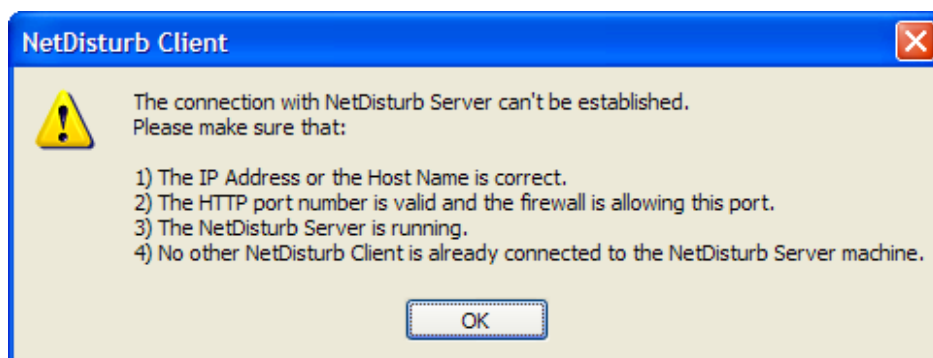 NetDisturb Client
The connection with NetDisturb Server can't be established.
Please make sure that:
1) The IP Address or the Host Name is correct.
2) The HTTP port number is valid and the firewall is allowing this port.
3) The NetDisturb Server is running.
4) No other NetDisturb Client is already connected to the NetDisturb Server machine.
OK